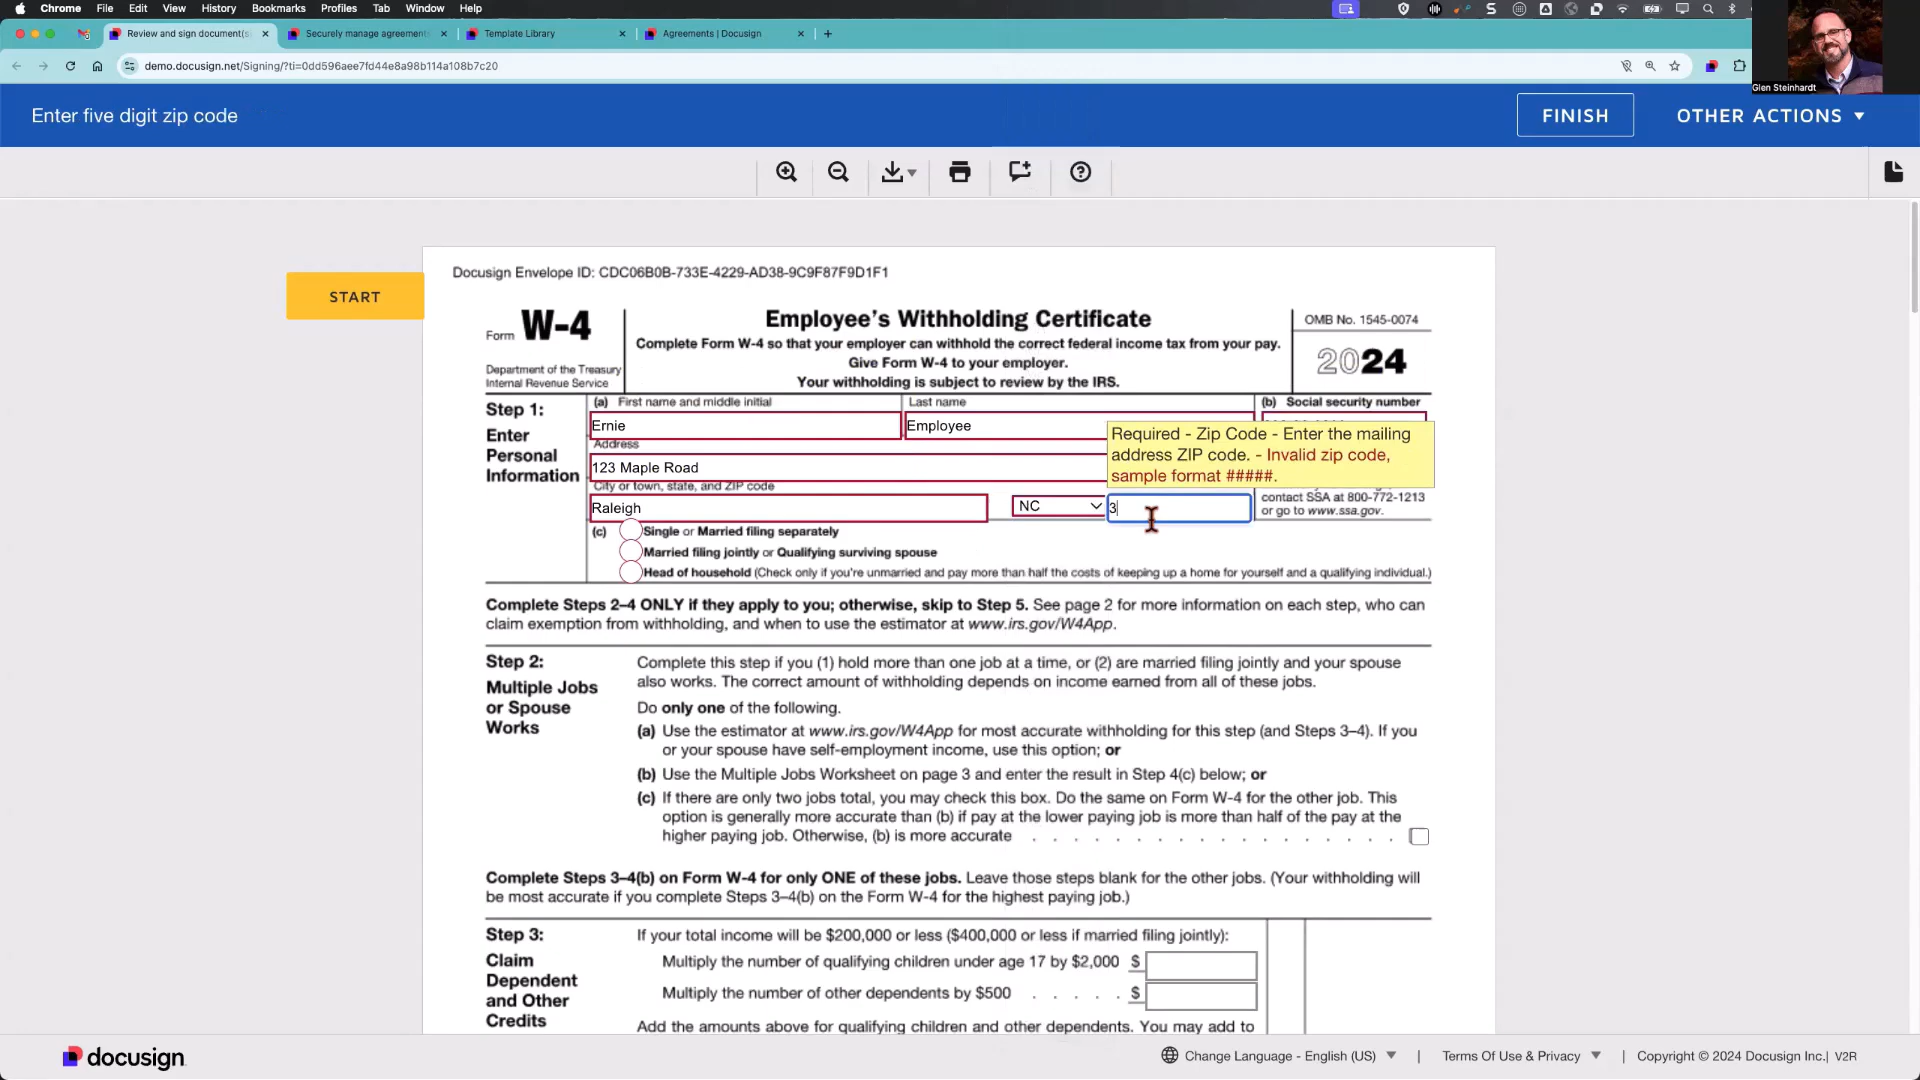 Chrome File Edit View History Bookmarks Profiles Tab Window Help
Review and sign document(s Securely manage agreements Template Library Agreements | Docusign
demo.docusign.net/Signing/?ti=0dd596aee7fd44e8a98b114a108b7c20
Glen Steinhardt
Enter five digit zip code
FINISH
OTHER ACTIONS
START
Docusign Envelope ID: CDC06B0B-733E-4229-AD38-9C9F87F9D1F1
Form W-4
Department of the Treasury
Internal Revenue Service
Employee's Withholding Certificate
Complete Form W-4 so that your employer can withhold the correct federal income tax from your pay.
Give Form W-4 to your employer.
Your withholding is subject to review by the IRS.
OMB No. 1545-0074
2024
Step 1:
Enter
Personal
Information
(a) First name and middle initial
Last name
(b) Social security number
Ernie
Employee
Address
123 Maple Road
City or town, state, and ZIP code
Raleigh
NC
3
Required - Zip Code - Enter the mailing
address ZIP code. - Invalid zip code,
sample format #####.
contact SSA at 800-772-1213
or go to www.ssa.gov.
(c) Single or Married filing separately
Married filing jointly or Qualifying surviving spouse
Head of household (Check only if you're unmarried and pay more than half the costs of keeping up a home for yourself and a qualifying individual.)
Complete Steps 2–4 ONLY if they apply to you; otherwise, skip to Step 5. See page 2 for more information on each step, who can
claim exemption from withholding, and when to use the estimator at www.irs.gov/W4App.
Step 2:
Multiple Jobs
or Spouse
Works
Complete this step if you (1) hold more than one job at a time, or (2) are married filing jointly and your spouse
also works. The correct amount of withholding depends on income earned from all of these jobs.
Do only one of the following.
(a) Use the estimator at www.irs.gov/W4App for most accurate withholding for this step (and Steps 3–4). If you
or your spouse have self-employment income, use this option; or
(b) Use the Multiple Jobs Worksheet on page 3 and enter the result in Step 4(c) below; or
(c) If there are only two jobs total, you may check this box. Do the same on Form W-4 for the other job. This
option is generally more accurate than (b) if pay at the lower paying job is more than half of the pay at the
higher paying job. Otherwise, (b) is more accurate . . . . . . . . . . . . . . . .
Complete Steps 3–4(b) on Form W-4 for only ONE of these jobs. Leave those steps blank for the other jobs. (Your withholding will
be most accurate if you complete Steps 3–4(b) on the Form W-4 for the highest paying job.)
Step 3:
Claim
Dependent
and Other
Credits
If your total income will be $200,000 or less ($400,000 or less if married filing jointly):
Multiply the number of qualifying children under age 17 by $2,000 $
Multiply the number of other dependents by $500 . . . . . $
Add the amounts above for qualifying children and other dependents. You may add to
docusign
Change Language - English (US) | Terms Of Use & Privacy | Copyright © 2024 Docusign Inc. | V2R